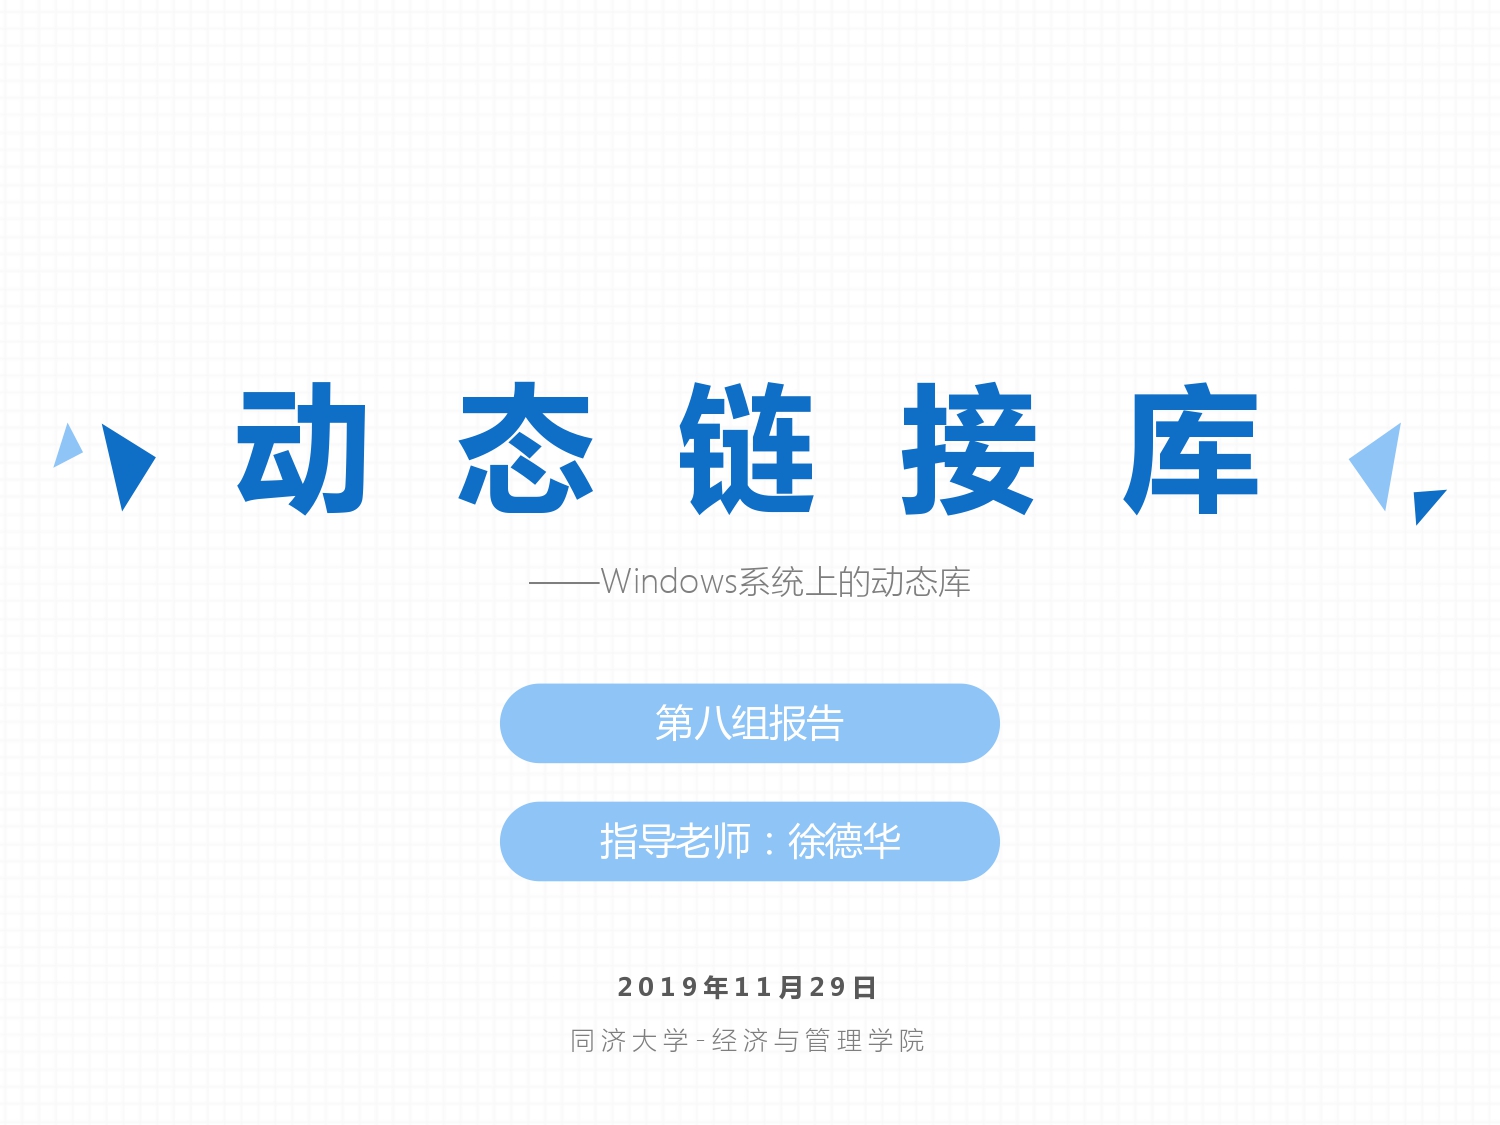 动态链接库
——Windows系统上的动态库
第八组报告
指导老师：徐德华
2019年11月29日
同济大学-经济与管理学院